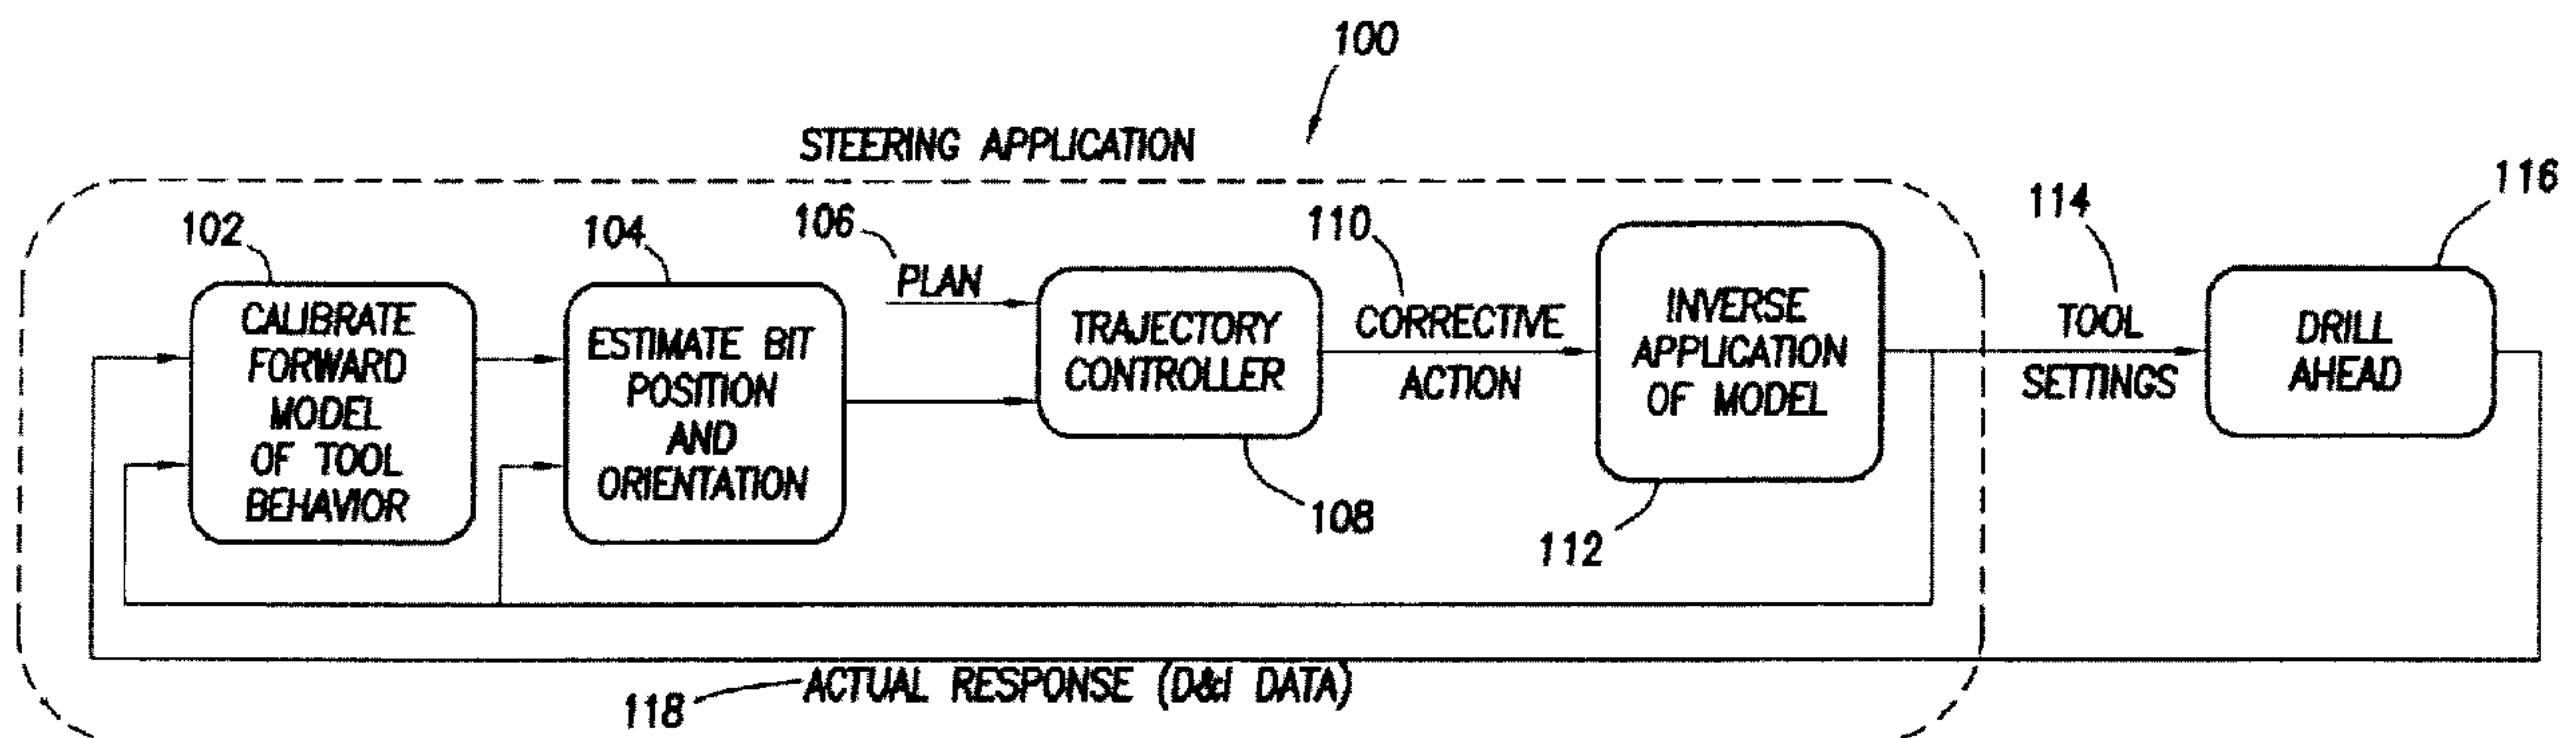 100
STEERING APPLICATION
116
114
102
104
106
110
PLAN
CALIBRATE
FORWARD
MODEL
OF TOOL
BEHAVIOR
ESTIMATE BIT
POSITION
AND
ORIENTATION
TRAJECTORY
CONTROLLER
CORRECTIVE
ACTION
INVERSE
APPLICATION
OF MODEL
TOOL
SETTINGS
DRILL
AHEAD
108
112
118
ACTUAL RESPONSE (D&I DATA)